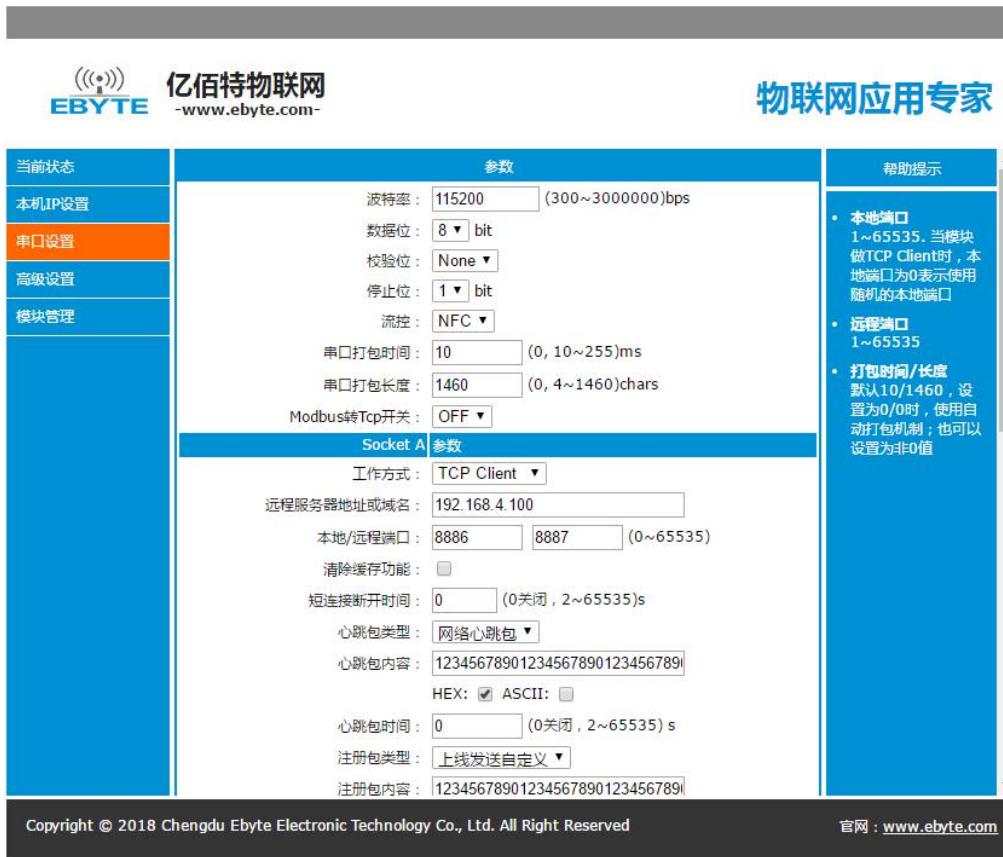 EBYTE
亿佰特物联网
-www.ebyte.com-
物联网应用专家
当前状态
本机IP设置
串口设置
高级设置
模块管理
参数
波特率： 115200 (300~3000000)bps
数据位： 8 bit
校验位： None
停止位： 1 bit
流控： NFC
串口打包时间： 10 (0, 10~255)ms
串口打包长度： 1460 (0, 4~1460)chars
Modbus转Tcp开关： OFF
Socket A 参数
工作方式： TCP Client
远程服务器地址或域名： 192.168.4.100
本地/远程端口： 8886 8887 (0~65535)
清除缓存功能：
短连接断开时间： 0 (0关闭，2~65535)s
心跳包类型： 网络心跳包
心跳包内容： 12345678901234567890123456789
HEX: ASCII:
心跳包时间： 0 (0关闭，2~65535) s
注册包类型： 上线发送自定义
注册包内容： 12345678901234567890123456789
帮助提示
• 本地端口
1~65535. 当模块
做TCP Client时，本
地端口为0表示使用
随机的本地端口
• 远程端口
1~65535
• 打包时间/长度
默认10/1460，设
置为0/0时，使用自
动打包机制；也可以
设置为非0值
Copyright © 2018 Chengdu Ebyte Electronic Technology Co., Ltd. All Right Reserved
官网：www.ebyte.com